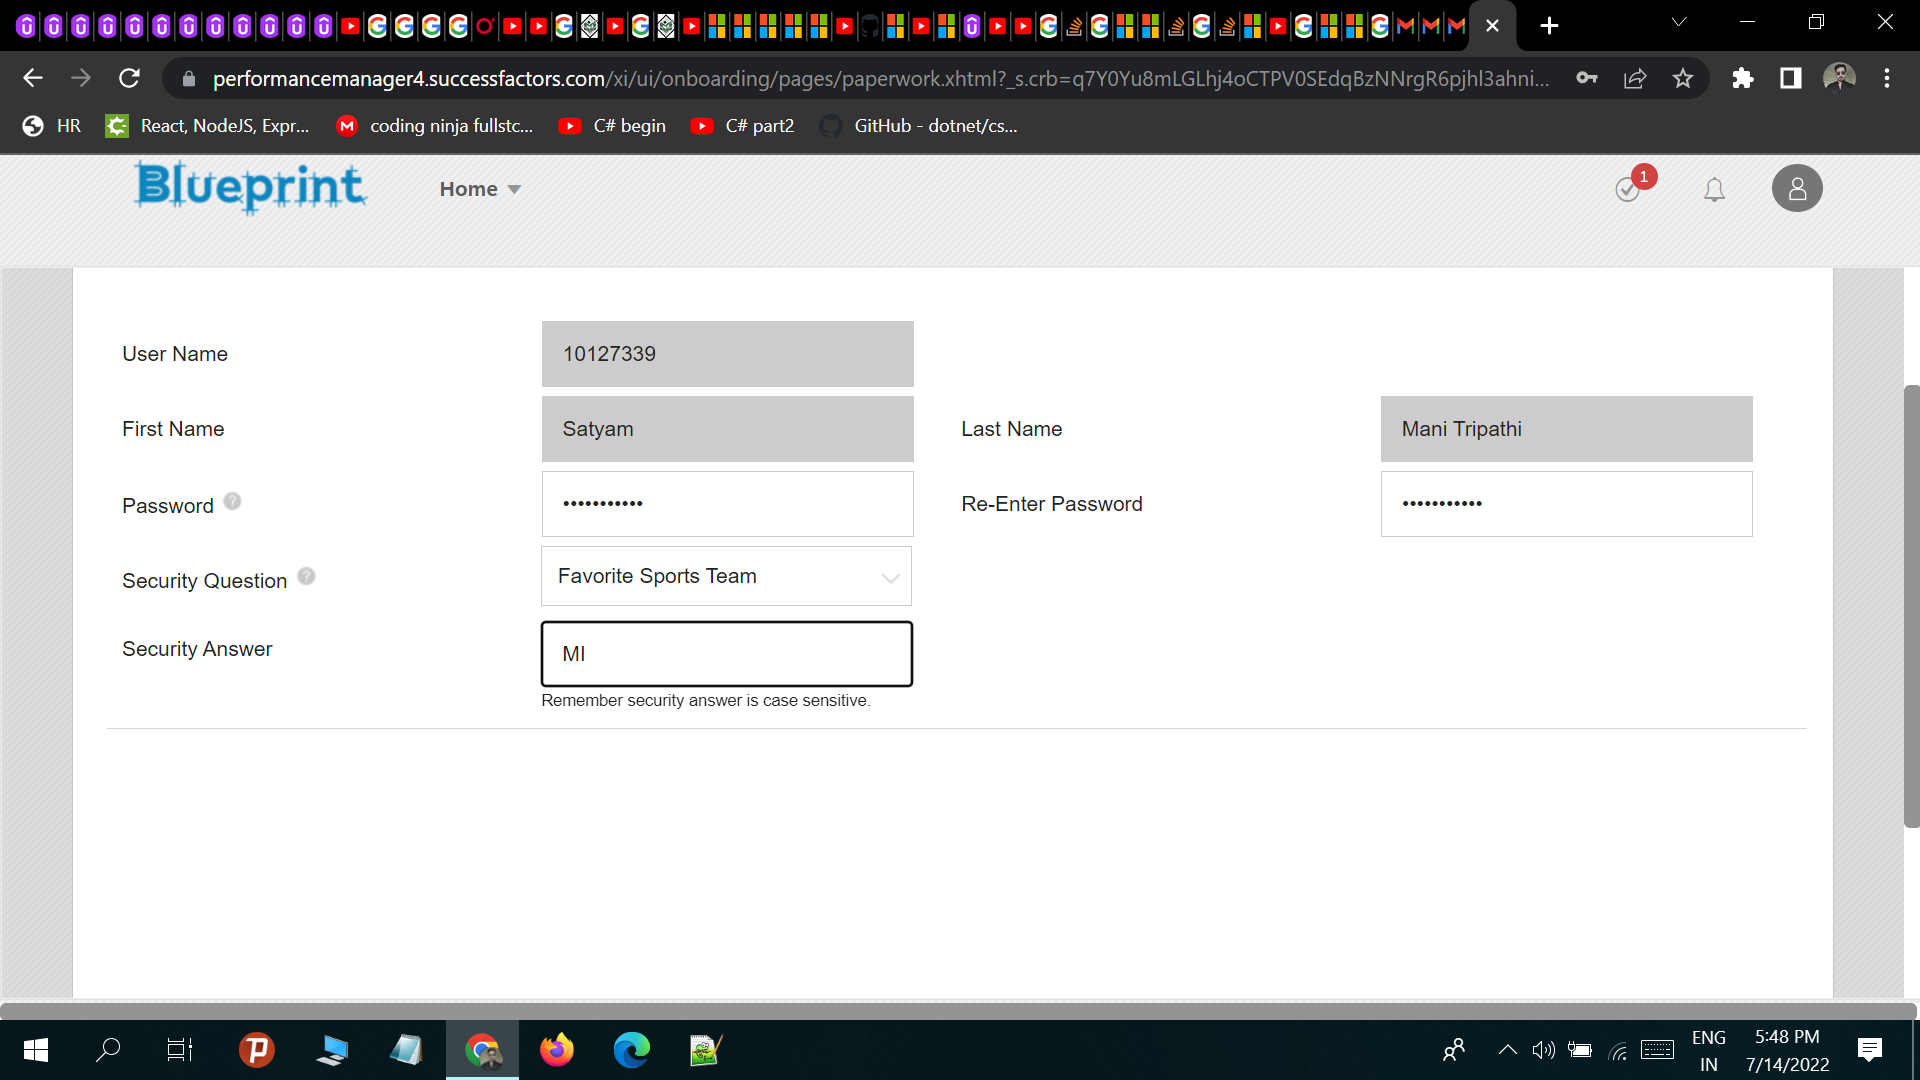 performancemanager4.successfactors.com/xi/ui/onboarding/pages/paperwork.xhtml?_s.crb=q7Y0Yu8mLGLhj4oCTPV0SEdqBzNNrgR6pjhl3ahni...
HR React, NodeJS, Expr... coding ninja fullstc... C# begin C# part2 GitHub - dotnet/cs...
Blueprint Home 1
User Name 10127339
First Name Satyam Last Name Mani Tripathi
Password ? ••••••••••• Re-Enter Password •••••••••••
Security Question ? Favorite Sports Team
Security Answer MI
Remember security answer is case sensitive.
ENG 5:48 PM
IN 7/14/2022